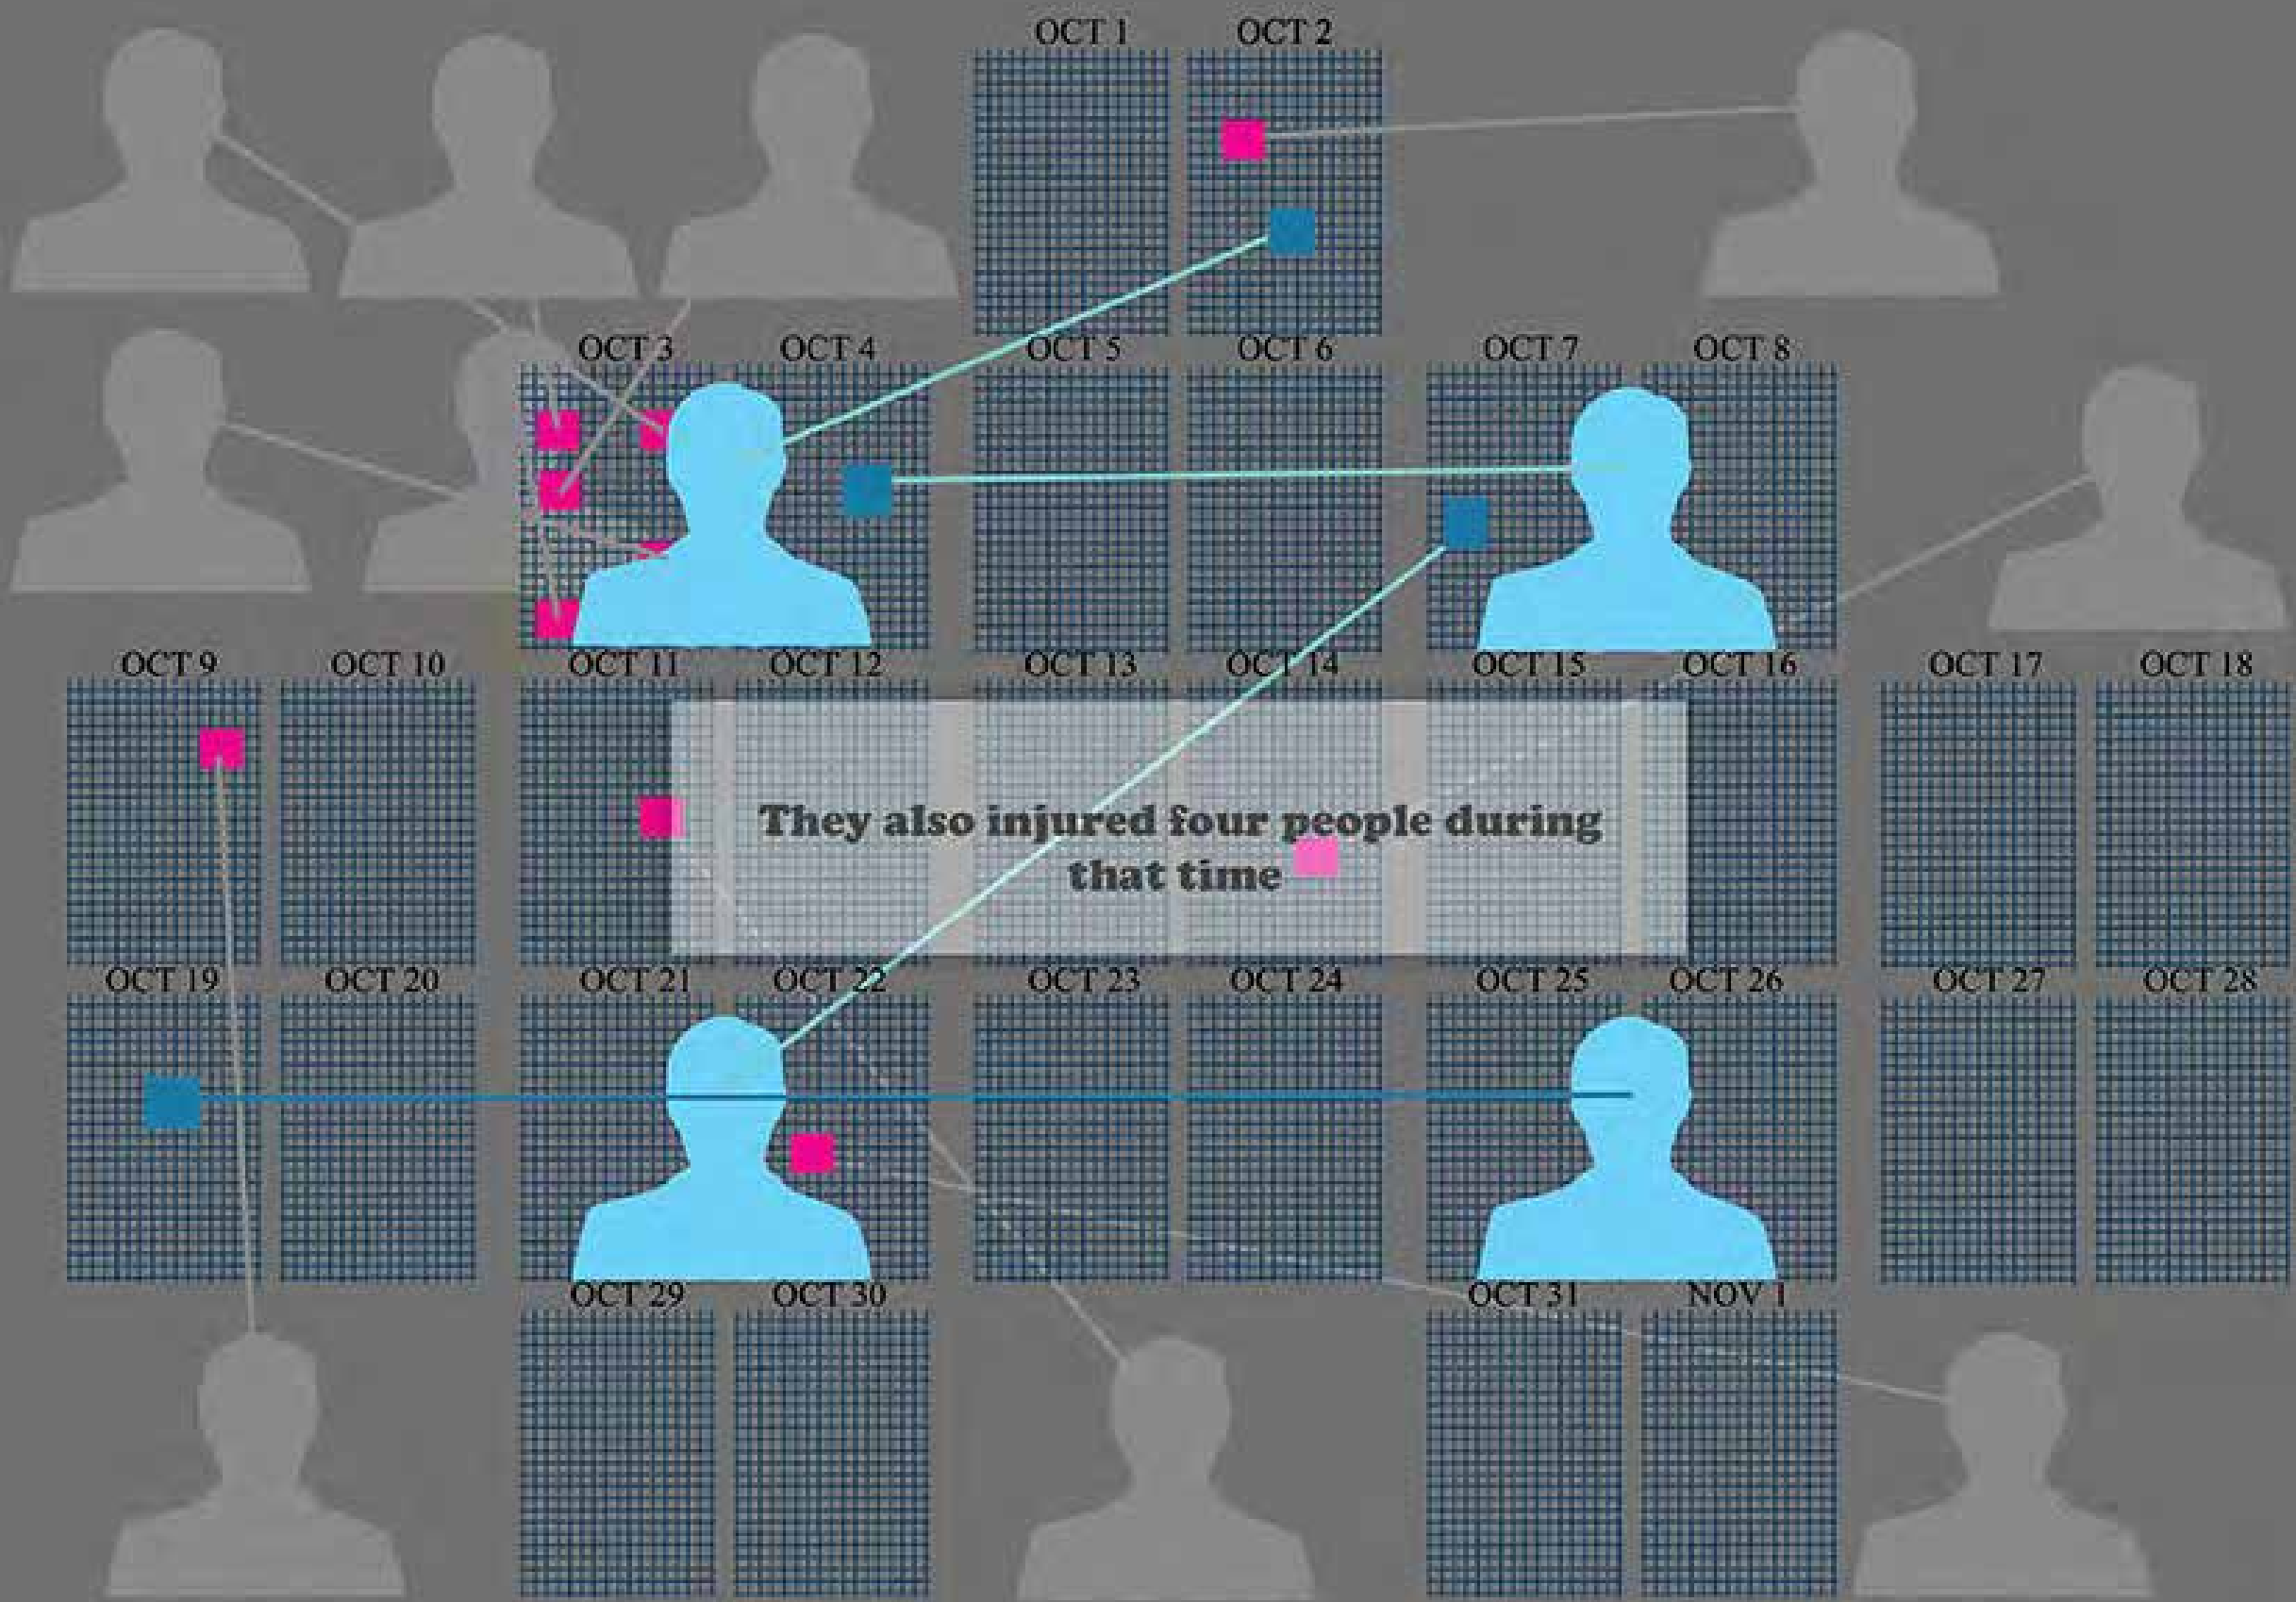 OCT 1 OCT 2
OCT 3 OCT 4 OCT 5 OCT 6 OCT 7 OCT 8
OCT 9 OCT 10 OCT 11 OCT 12 OCT 13 OCT 14 OCT 15 OCT 16 OCT 17 OCT 18
They also injured four people during
that time
OCT 19 OCT 20 OCT 21 OCT 22 OCT 23 OCT 24 OCT 25 OCT 26 OCT 27 OCT 28
OCT 29 OCT 30 OCT 31 NOV 1